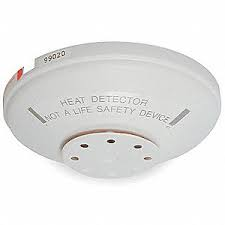 99020
HEAT DETECTOR
NOT A LIFE SAFETY DEVICE